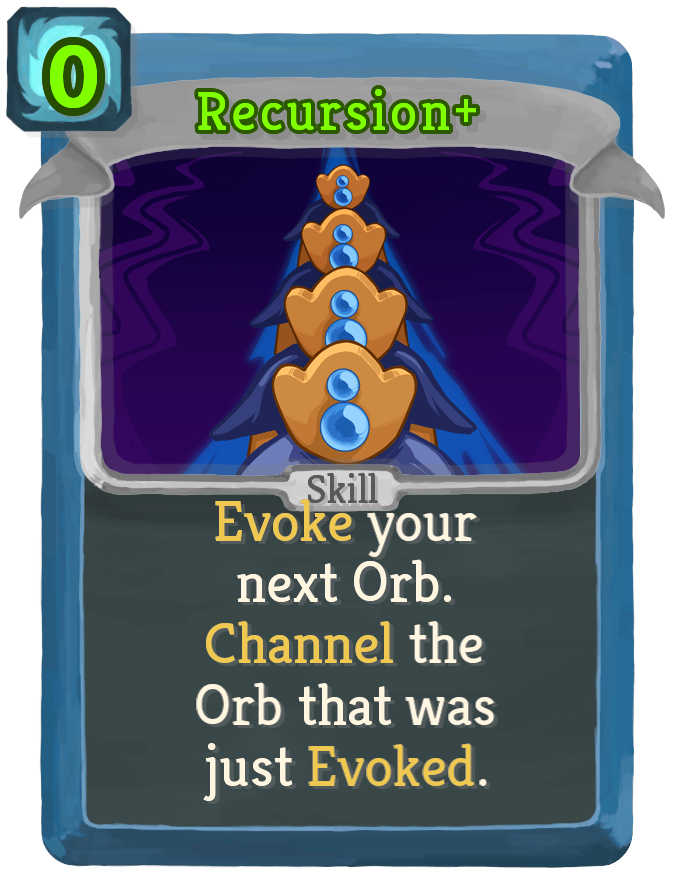 0
Recursion+
Skill
Evoke your
next Orb.
Channel the
Orb that was
just Evoked.